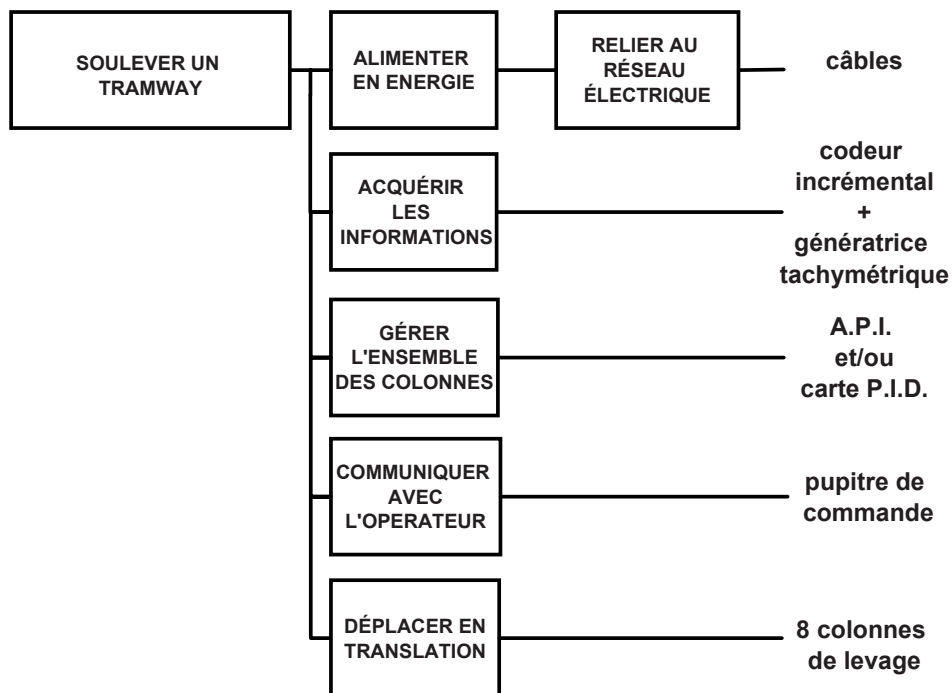 SOULEVER UN
TRAMWAY
ALIMENTER
EN ENERGIE
RELIER AU
RÉSEAU
ÉLECTRIQUE
câbles
ACQUÉRIR
LES
INFORMATIONS
codeur
incrémental
+
génératrice
tachymétrique
GÉRER
L'ENSEMBLE
DES COLONNES
A.P.I.
et/ou
carte P.I.D.
COMMUNIQUER
AVEC
L'OPERATEUR
pupitre de
commande
DÉPLACER EN
TRANSLATION
8 colonnes
de levage